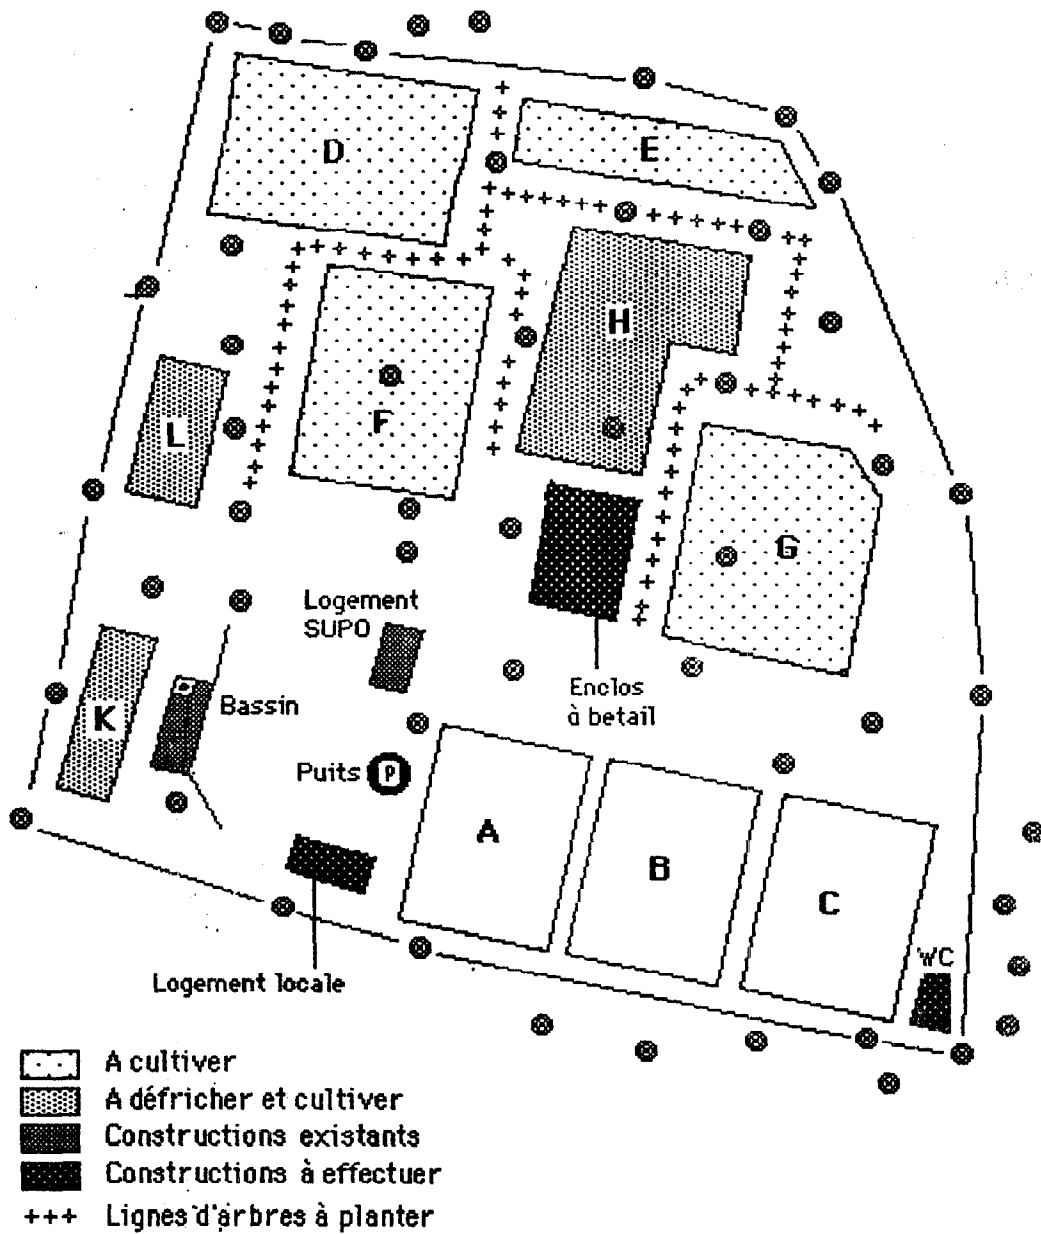 D
E
H
F
L
G
Logement
SUPO
Enclos
à betail
K
Bassin
Puits
P
A
B
C
WC
Logement locale
A cultiver
A défricher et cultiver
Constructions existants
Constructions à effectuer
+++ Lignes d'arbres à planter